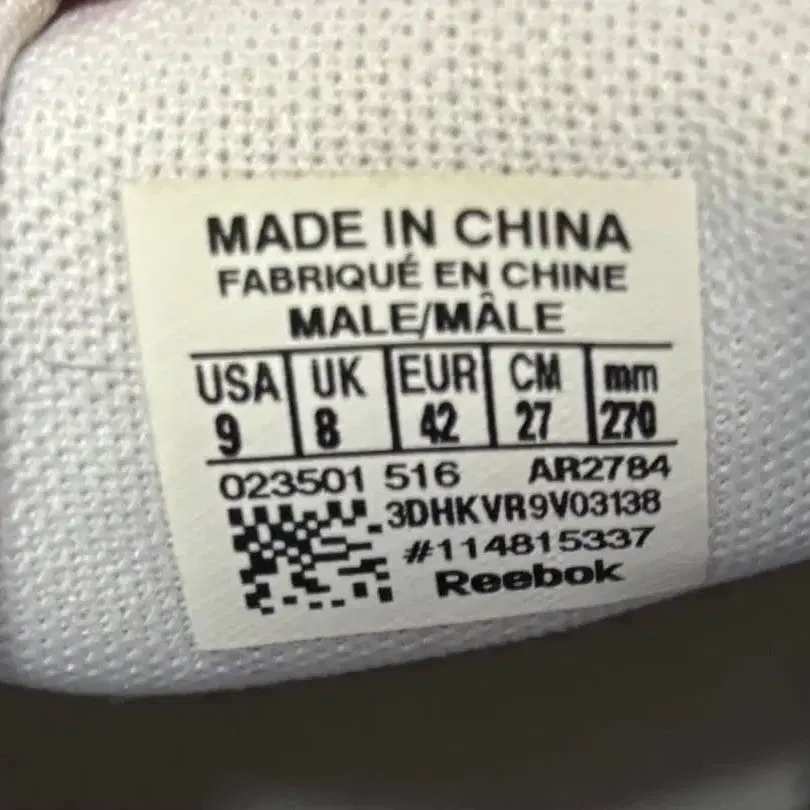 MADE IN CHINA
FABRIQUÉ EN CHINE
MALE/MÂLE
USA UK EUR CM mm
9 8 42 27 270
023501 516 AR2784
3DHKVR9V03138
#114815337
Reebok